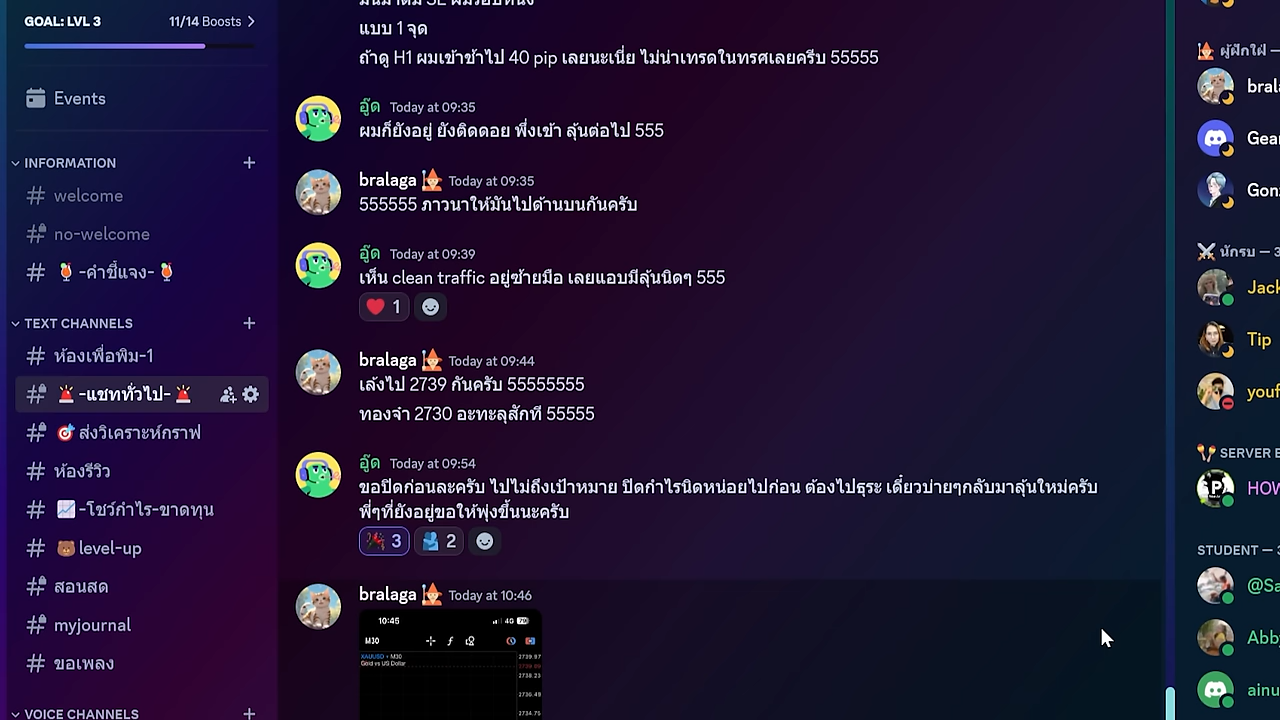 GOAL: LVL 3
11/14 Boosts
Events
INFORMATION
welcome
no-welcome
-คำชี้แจง-
TEXT CHANNELS
ห้องเพื่อพิม-1
-แชททั่วไป-
ส่งวิเคราะห์กราฟ
ห้องรีวิว
-โชว์กำไร-ขาดทุน
level-up
สอนสด
myjournal
ขอเพลง
VOICE CHANNELS
แบบ 1 จุด
ถ้าดู H1 ผมเข้าช้าไป 40 pip เลยนะเนี่ย ไม่น่าเทรดในทรศเลยครีบ 55555
อู๊ด Today at 09:35
ผมก็ยังอยู่ ยังติดดอย พึ่งเข้า ลุ้นต่อไป 555
bralaga Today at 09:35
555555 ภาวนาให้มันไปด้านบนกันครับ
อู๊ด Today at 09:39
เห็น clean traffic อยู่ซ้ายมือ เลยแอบมีลุ้นนิดๆ 555
1
bralaga Today at 09:44
เล้งไป 2739 กันครับ 55555555
ทองจ๋า 2730 อะทะลุสักที 55555
อู๊ด Today at 09:54
ขอปิดก่อนละครับ ไปไม่ถึงเป้าหมาย ปิดกำไรนิดหน่อยไปก่อน ต้องไปธุระ เดี๋ยวบ่ายๆกลับมาลุ้นใหม่ครับ
พี่ๆที่ยังอยู่ขอให้พุ่งขึ้นนะครับ
3 2
bralaga Today at 10:46
10:45 4G
M30
XAUUSD • M30
Gold vs US Dollar
2739.87
2738.23
2736.49
2734.75
ผู้ฝึกใฝ่ —
brala
Gear
Gon
นักรบ — 3
Jack
Tip
youf
SERVER B
HOW
STUDENT — 3
@Sa
Abby
ainu